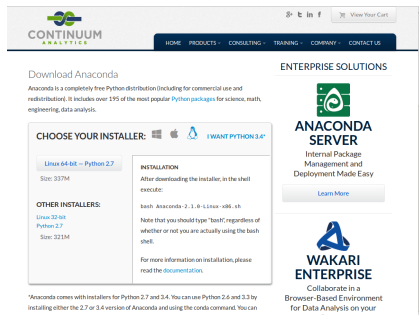 CONTINUUM
ANALYTICS
View Your Cart
HOME PRODUCTS CONSULTING TRAINING COMPANY CONTACT US
Download Anaconda
Anaconda is a completely free Python distribution (including for commercial use and
redistribution). It includes over 195 of the most popular Python packages for science, math,
engineering, data analysis.
CHOOSE YOUR INSTALLER: I WANT PYTHON 3.4*
Linux 64-bit — Python 2.7
Size: 337M
OTHER INSTALLERS:
Linux 32-bit
Python 2.7
Size: 321M
INSTALLATION
After downloading the installer, in the shell
execute:
bash Anaconda-2.1.0-Linux-x86.sh
Note that you should type "bash", regardless of
whether or not you are actually using the bash
shell.
For more information on installation, please
read the documentation.
*Anaconda comes with installers for Python 2.7 and 3.4. You can use Python 2.6 and 3.3 by
installing either the 2.7 or 3.4 version of Anaconda and using the conda command. You can
ENTERPRISE SOLUTIONS
ANACONDA
SERVER
Internal Package
Management and
Deployment Made Easy
Learn More
WAKARI
ENTERPRISE
Collaborate in a
Browser-Based Environment
for Data Analysis on your